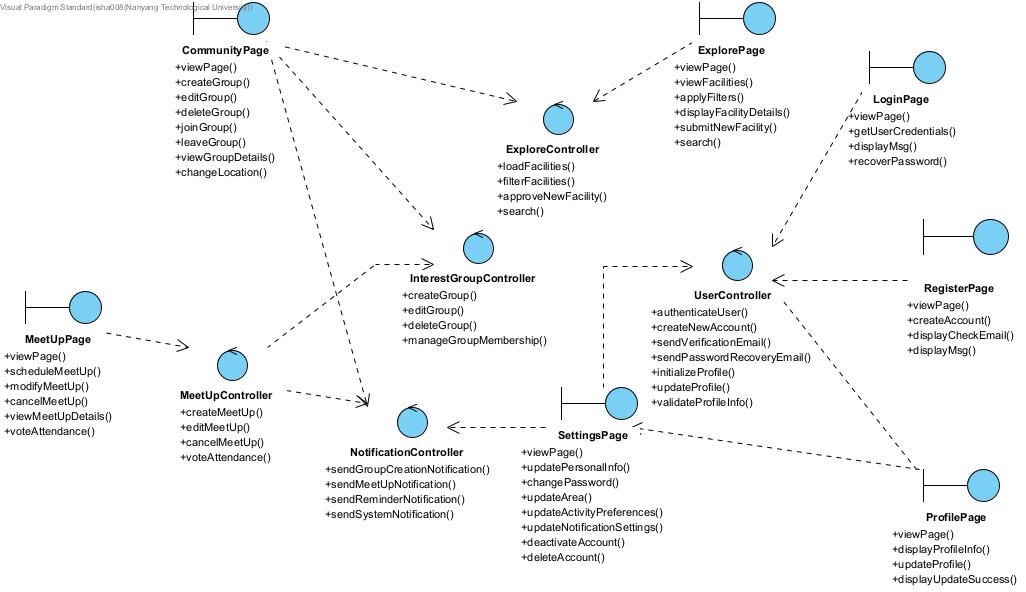 Visual Paradigm Standard(isha008(Nanyang Technological University))
CommunityPage
+viewPage()
+createGroup()
+editGroup()
+deleteGroup()
+joinGroup()
+leaveGroup()
+viewGroupDetails()
+changeLocation()
ExplorePage
+viewPage()
+viewFacilities()
+applyFilters()
+displayFacilityDetails()
+submitNewFacility()
+search()
LoginPage
+viewPage()
+getUserCredentials()
+displayMsg()
+recoverPassword()
ExploreController
+loadFacilities()
+filterFacilities()
+approveNewFacility()
+search()
InterestGroupController
+createGroup()
+editGroup()
+deleteGroup()
+manageGroupMembership()
UserController
+authenticateUser()
+createNewAccount()
+sendVerificationEmail()
+sendPasswordRecoveryEmail()
+initializeProfile()
+updateProfile()
+validateProfileInfo()
RegisterPage
+viewPage()
+createAccount()
+displayCheckEmail()
+displayMsg()
MeetUpPage
+viewPage()
+scheduleMeetUp()
+modifyMeetUp()
+cancelMeetUp()
+viewMeetUpDetails()
+voteAttendance()
MeetUpController
+createMeetUp()
+editMeetUp()
+cancelMeetUp()
+voteAttendance()
NotificationController
+sendGroupCreationNotification()
+sendMeetUpNotification()
+sendReminderNotification()
+sendSystemNotification()
SettingsPage
+viewPage()
+updatePersonalInfo()
+changePassword()
+updateArea()
+updateActivityPreferences()
+updateNotificationSettings()
+deactivateAccount()
+deleteAccount()
ProfilePage
+viewPage()
+displayProfileInfo()
+updateProfile()
+displayUpdateSuccess()